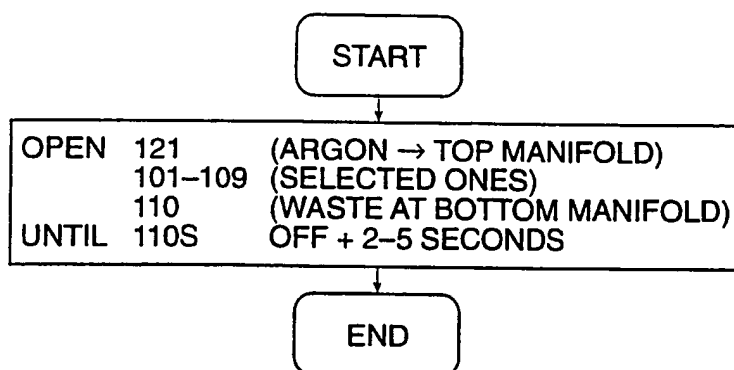 START
OPEN 121 (ARGON → TOP MANIFOLD)
101–109 (SELECTED ONES)
110 (WASTE AT BOTTOM MANIFOLD)
UNTIL 110S OFF + 2–5 SECONDS
END